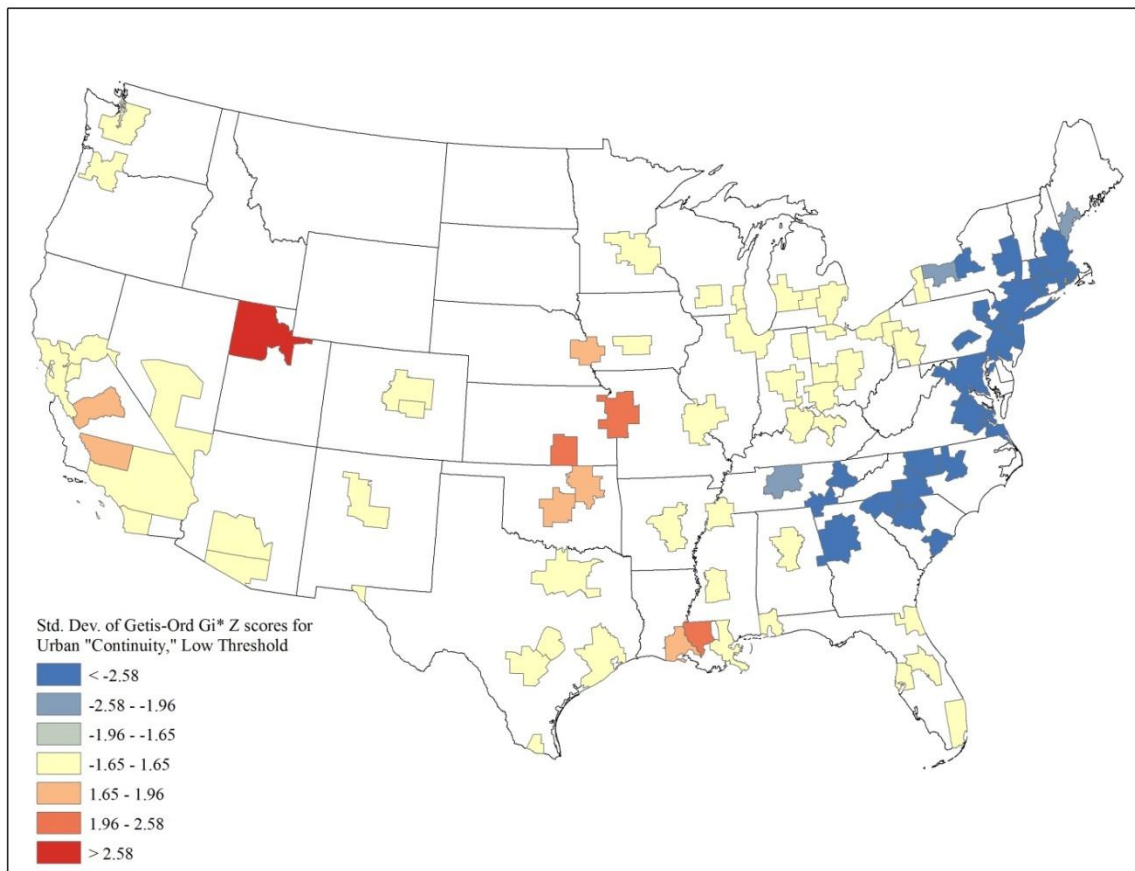 Std. Dev. of Getis-Ord Gi* Z scores for
Urban "Continuity," Low Threshold
< -2.58
-2.58 - -1.96
-1.96 - -1.65
-1.65 - 1.65
1.65 - 1.96
1.96 - 2.58
> 2.58